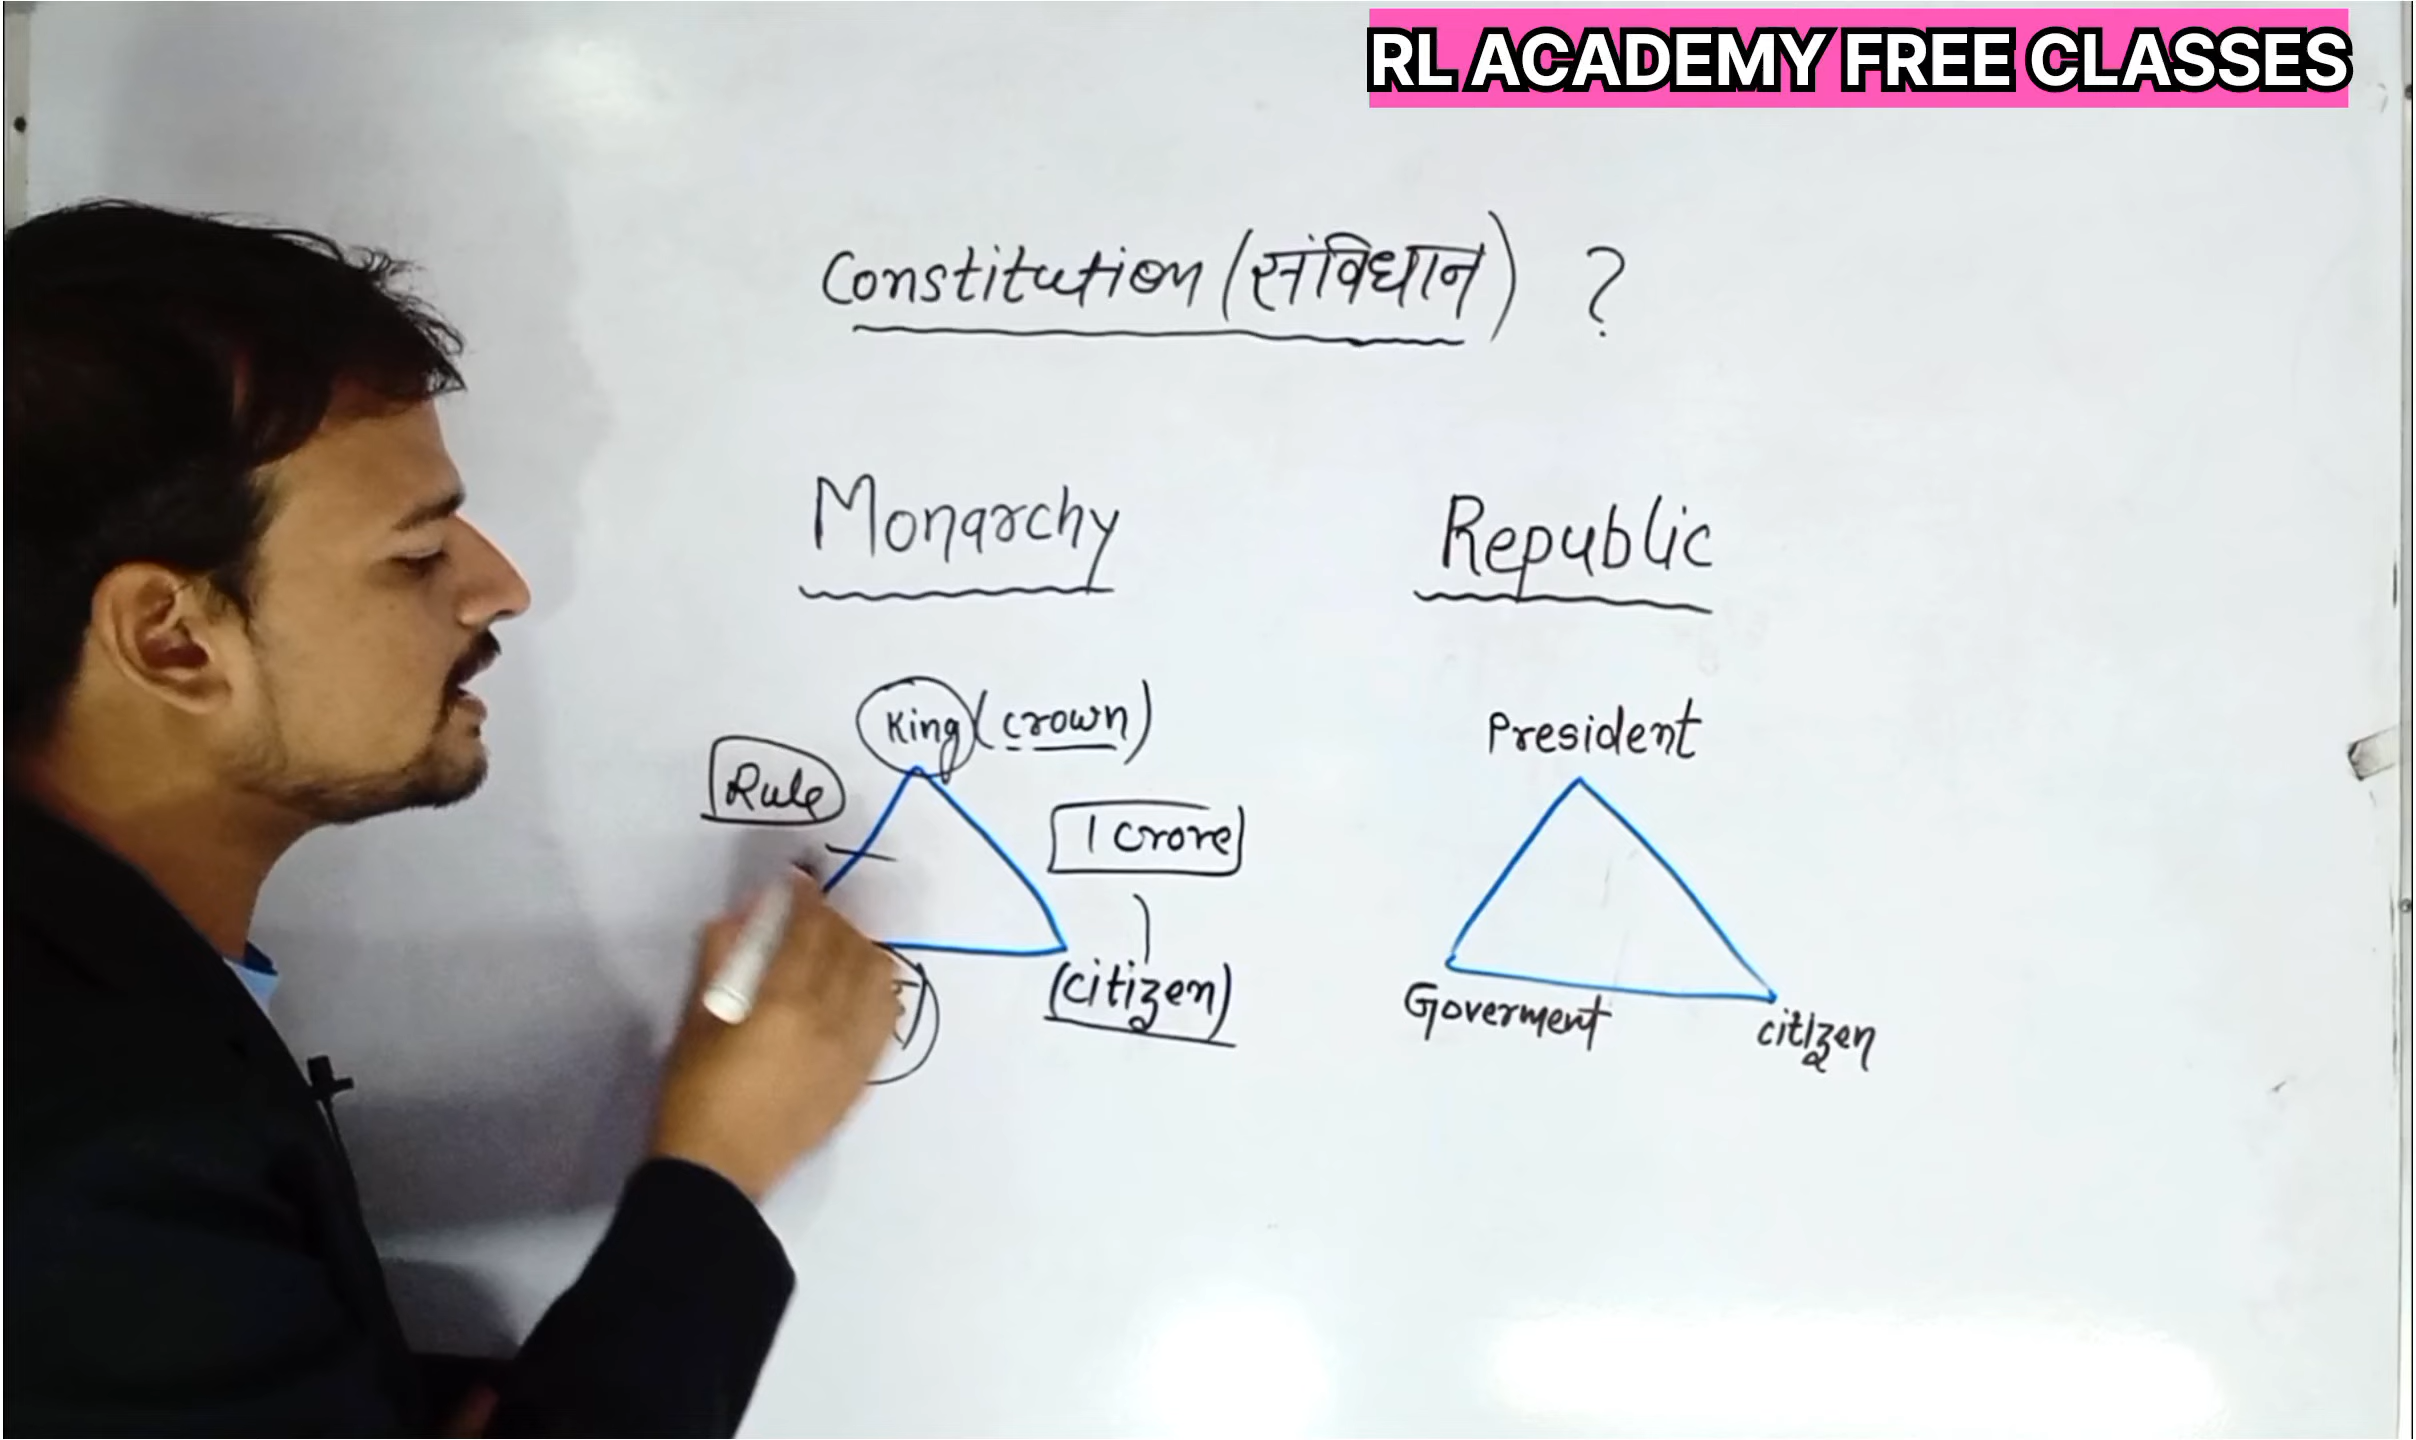 RL ACADEMY FREE CLASSES
Constitution (संविधान) ?
Monarchy
Republic
King (crown)
President
Rule
1 crore
(citizen)
Goverment
citizen